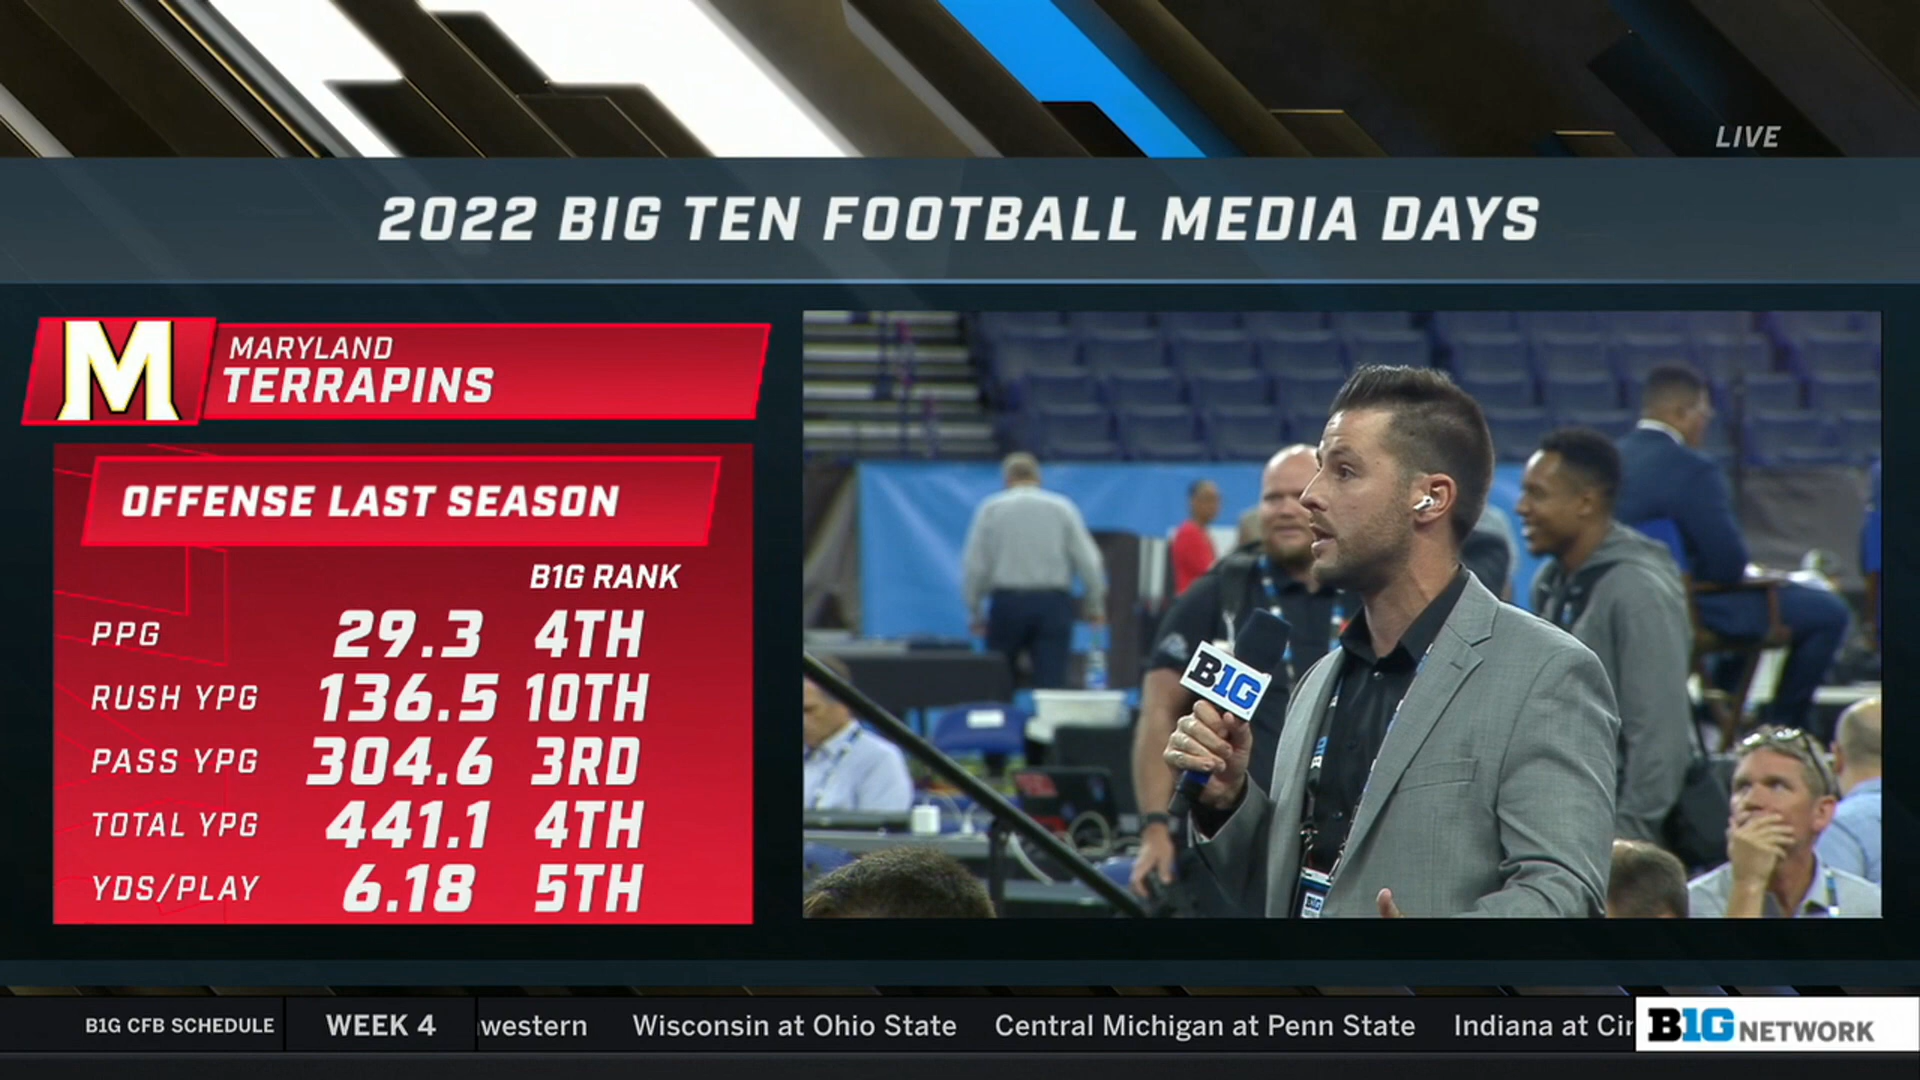 LIVE
2022 BIG TEN FOOTBALL MEDIA DAYS
M
MARYLAND
TERRAPINS
OFFENSE LAST SEASON
B1G RANK
PPG 29.3 4TH
RUSH YPG 136.5 10TH
PASS YPG 304.6 3RD
TOTAL YPG 441.1 4TH
YDS/PLAY 6.18 5TH
B1G
B1G
B1G CFB SCHEDULE WEEK 4 western Wisconsin at Ohio State Central Michigan at Penn State Indiana at Cin
B1G NETWORK